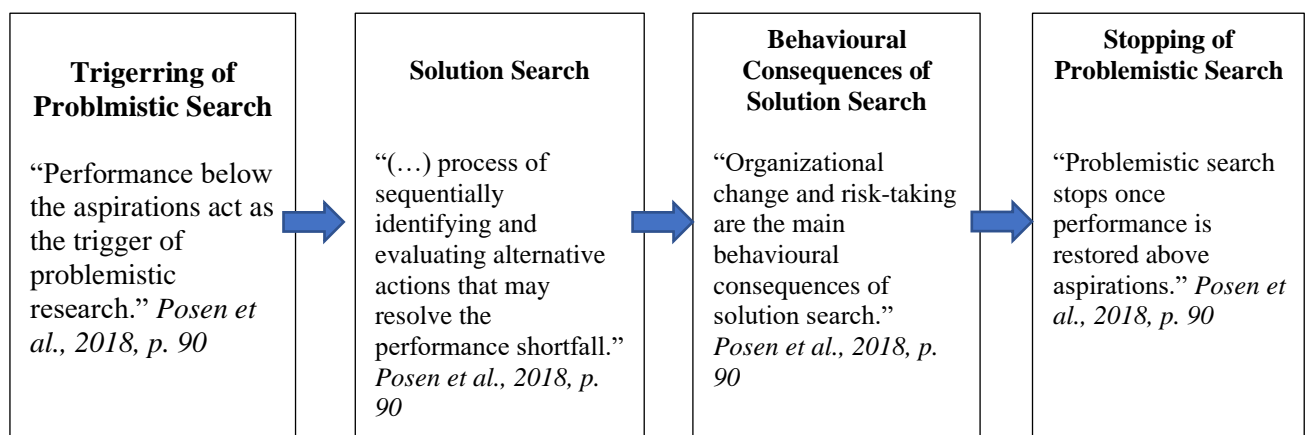 Trigerring of
Problmistic Search
“Performance below
the aspirations act as
the trigger of
problemistic
research.” Posen et
al., 2018, p. 90
Solution Search
“(…) process of
sequentially
identifying and
evaluating alternative
actions that may
resolve the
performance shortfall.”
Posen et al., 2018, p.
90
Behavioural
Consequences of
Solution Search
“Organizational
change and risk-taking
are the main
behavioural
consequences of
solution search.”
Posen et al., 2018, p.
90
Stopping of
Problemistic Search
“Problemistic search
stops once
performance is
restored above
aspirations.” Posen et
al., 2018, p. 90